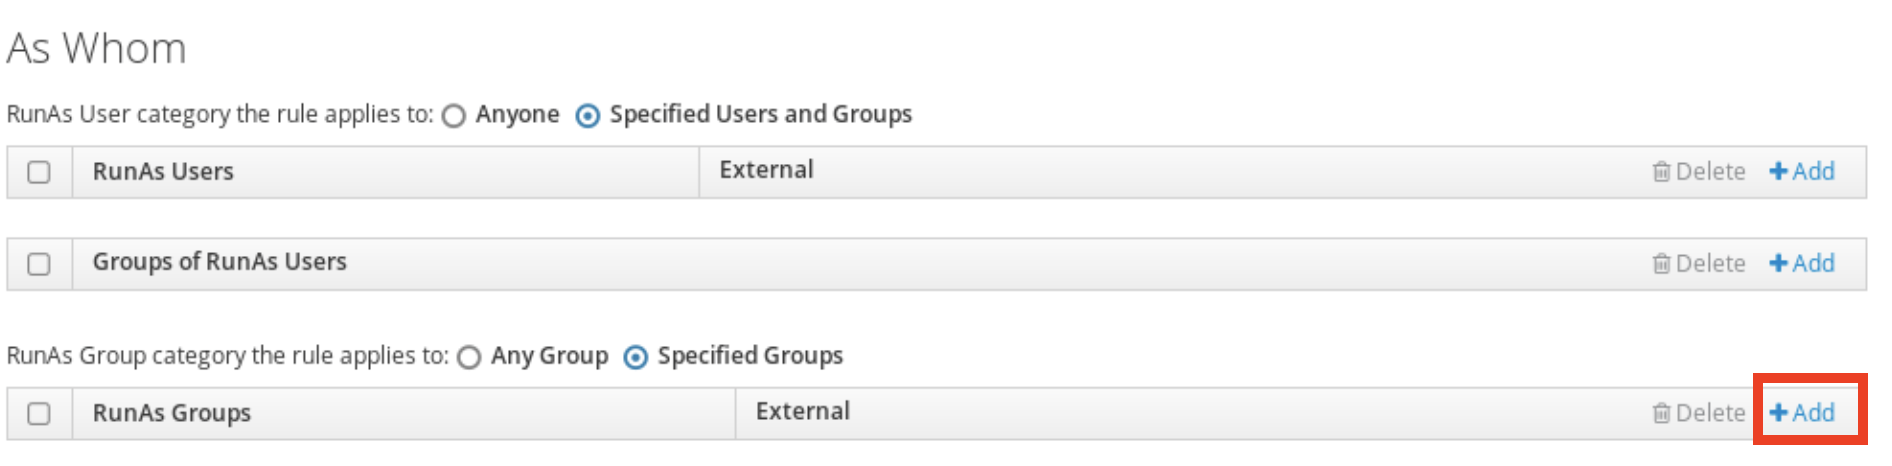 As Whom
RunAs User category the rule applies to: Anyone Specified Users and Groups
RunAs Users External Delete Add
Groups of RunAs Users Delete Add
RunAs Group category the rule applies to: Any Group Specified Groups
RunAs Groups External Delete Add